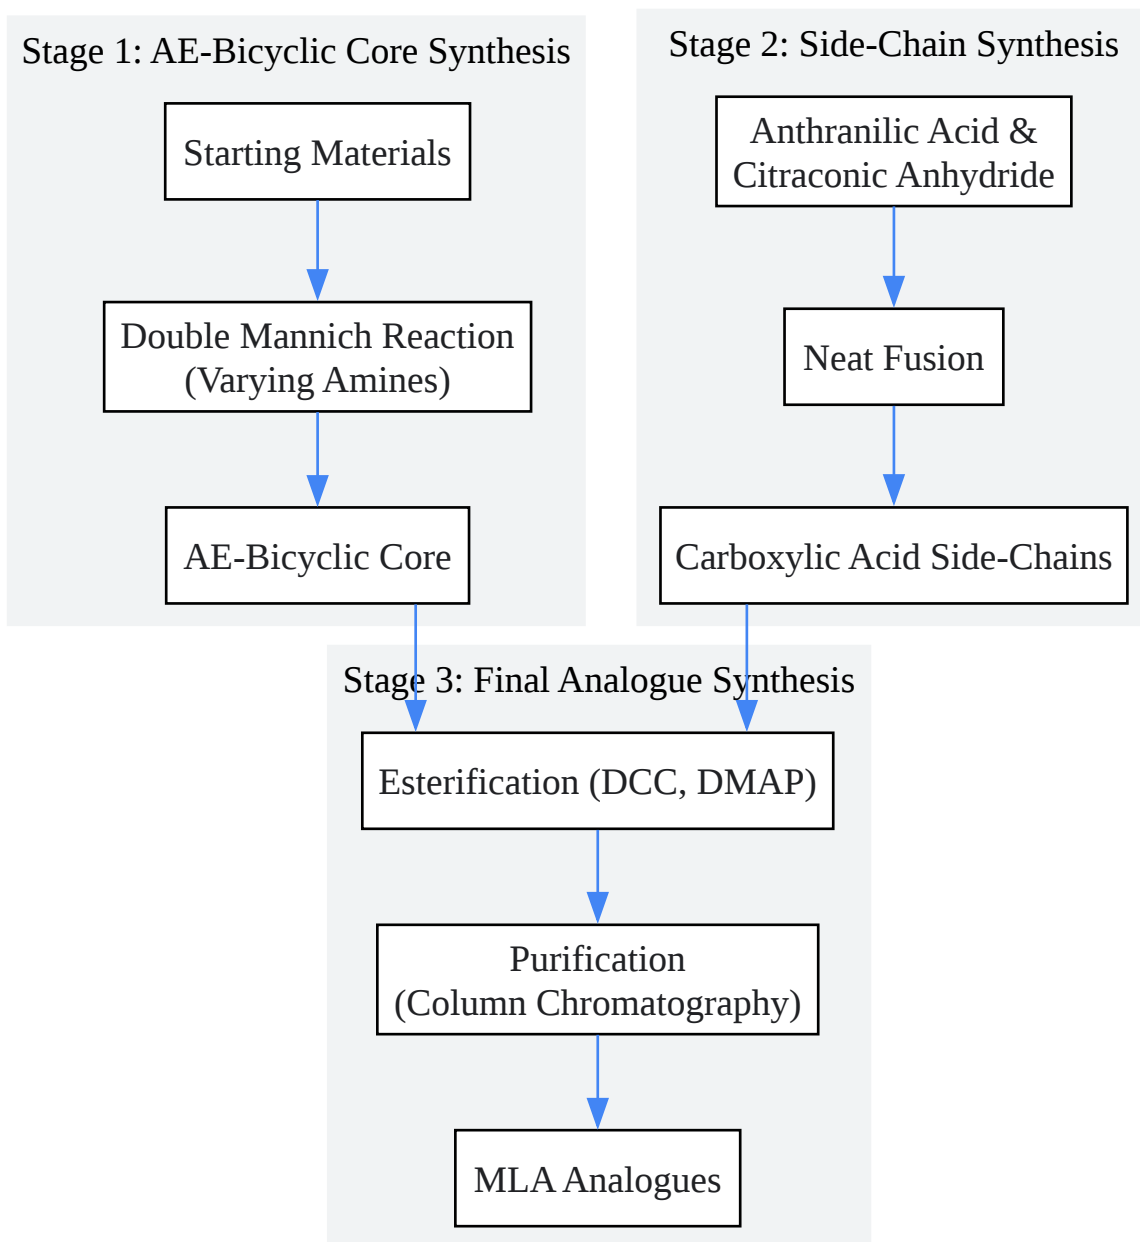 Stage 1: AE-Bicyclic Core Synthesis
Starting Materials
Double Mannich Reaction
(Varying Amines)
AE-Bicyclic Core
Stage 2: Side-Chain Synthesis
Anthranilic Acid &
Citraconic Anhydride
Neat Fusion
Carboxylic Acid Side-Chains
Stage 3: Final Analogue Synthesis
Esterification (DCC, DMAP)
Purification
(Column Chromatography)
MLA Analogues